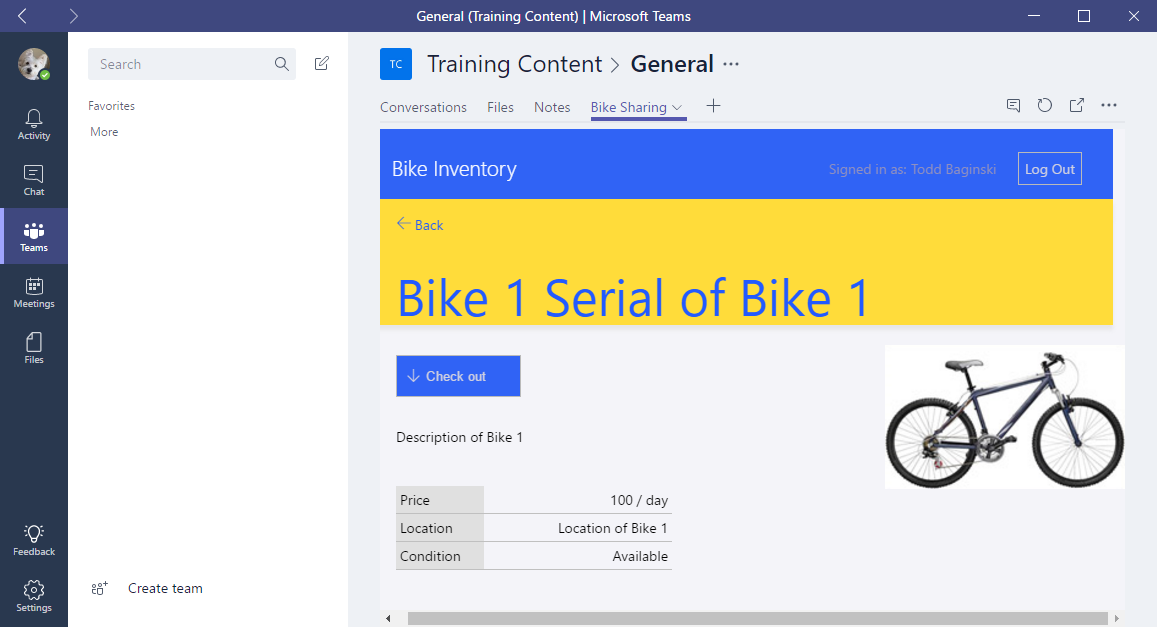 General (Training Content) | Microsoft Teams
Search
Favorites
More
Activity
Chat
Teams
Meetings
Files
Feedback
Settings
Create team
TC Training Content > General ...
Conversations Files Notes Bike Sharing
Bike Inventory Signed in as: Todd Baginski Log Out
Back
Bike 1 Serial of Bike 1
Check out
Description of Bike 1
Price 100 / day
Location Location of Bike 1
Condition Available